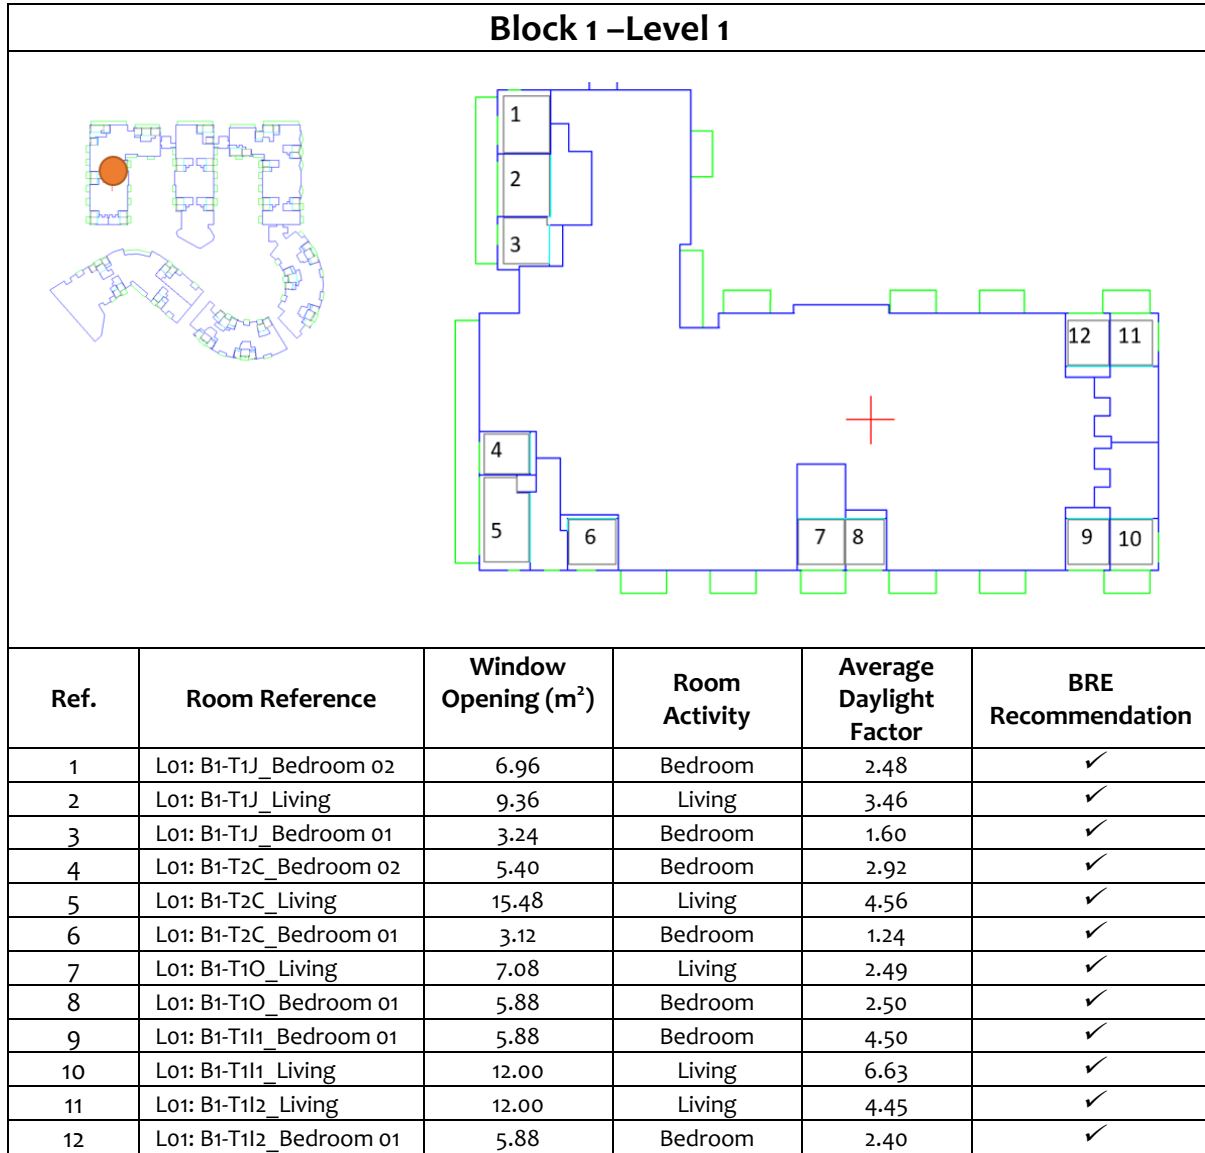 Block 1 –Level 1
1
2
3
12 11
4
5 6 7 8 9 10
Ref. Room Reference Window Opening (m²) Room Activity Average Daylight Factor BRE Recommendation
1 L01: B1-T1J_Bedroom 02 6.96 Bedroom 2.48 ✓
2 L01: B1-T1J_Living 9.36 Living 3.46 ✓
3 L01: B1-T1J_Bedroom 01 3.24 Bedroom 1.60 ✓
4 L01: B1-T2C_Bedroom 02 5.40 Bedroom 2.92 ✓
5 L01: B1-T2C_Living 15.48 Living 4.56 ✓
6 L01: B1-T2C_Bedroom 01 3.12 Bedroom 1.24 ✓
7 L01: B1-T1O_Living 7.08 Living 2.49 ✓
8 L01: B1-T1O_Bedroom 01 5.88 Bedroom 2.50 ✓
9 L01: B1-T1I1_Bedroom 01 5.88 Bedroom 4.50 ✓
10 L01: B1-T1I1_Living 12.00 Living 6.63 ✓
11 L01: B1-T1I2_Living 12.00 Living 4.45 ✓
12 L01: B1-T1I2_Bedroom 01 5.88 Bedroom 2.40 ✓